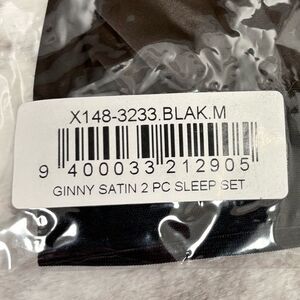 X148-3233.BLAK.M
9 400033 212905
GINNY SATIN 2 PC SLEEP SET